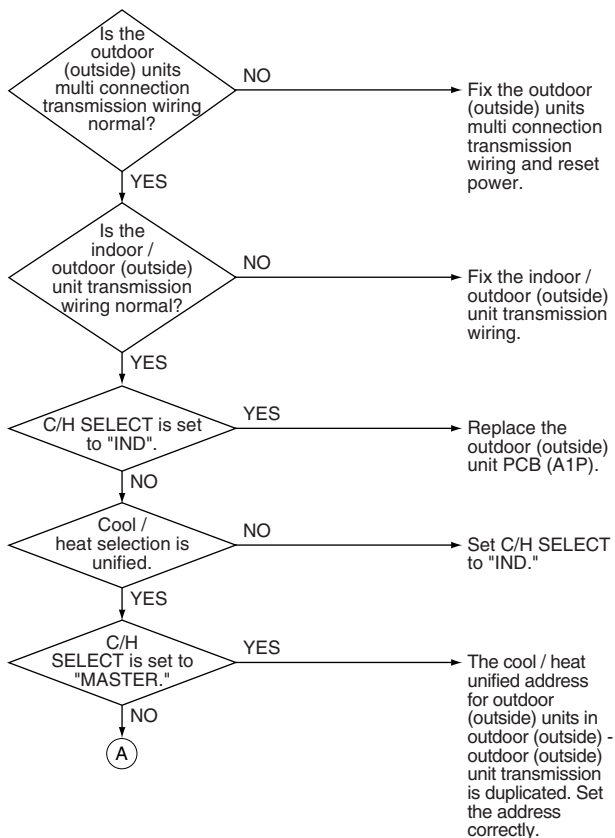 Is the
outdoor
(outside) units
multi connection
transmission wiring
normal?
NO
Fix the outdoor
(outside) units
multi connection
transmission
wiring and reset
power.
YES
Is the
indoor /
outdoor (outside)
unit transmission
wiring normal?
NO
Fix the indoor /
outdoor (outside)
unit transmission
wiring.
YES
C/H SELECT is set
to "IND".
YES
Replace the
outdoor (outside)
unit PCB (A1P).
NO
Cool /
heat selection is
unified.
NO
Set C/H SELECT
to "IND."
YES
C/H
SELECT is set to
"MASTER."
YES
The cool / heat
unified address
for outdoor
(outside) units in
outdoor (outside) -
outdoor (outside)
unit transmission
is duplicated. Set
the address
correctly.
NO
A